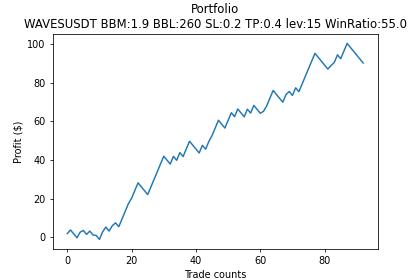 Portfolio
WAVESUSDT BBM:1.9 BBL:260 SL:0.2 TP:0.4 lev:15 WinRatio:55.0
100
80
60
40
20
0
Profit ($)
0
20
40
60
80
Trade counts